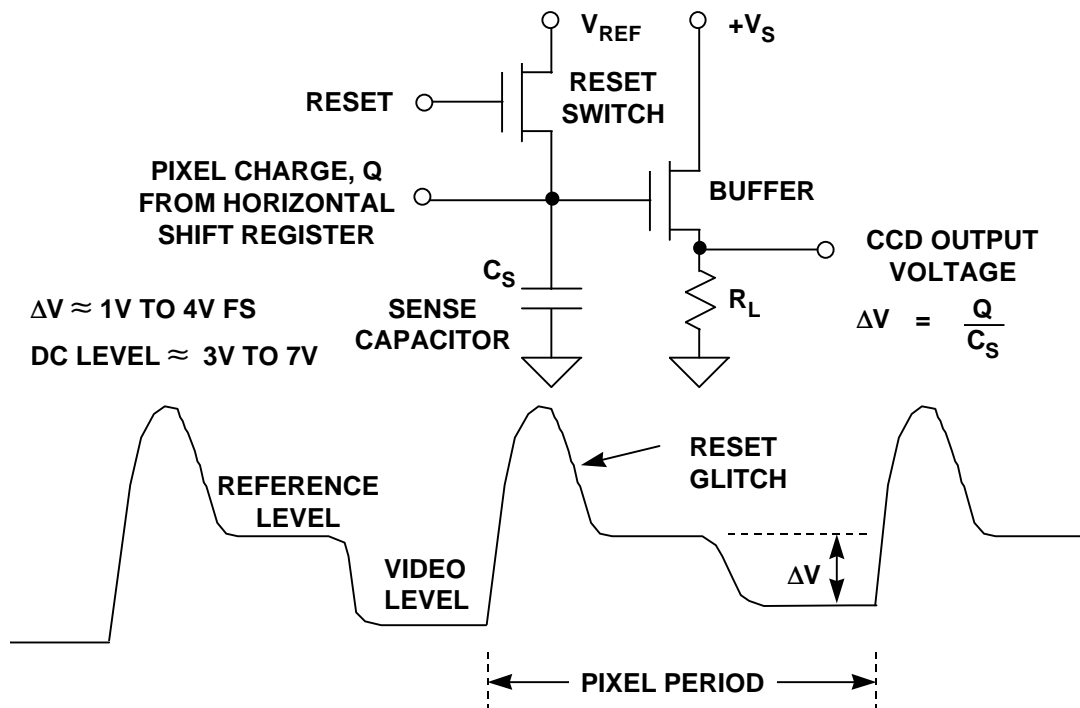 V_REF
+V_S
RESET
RESET
SWITCH
PIXEL CHARGE, Q
FROM HORIZONTAL
SHIFT REGISTER
BUFFER
CCD OUTPUT
VOLTAGE
ΔV = Q
C_S
C_S
SENSE
CAPACITOR
R_L
ΔV ≈ 1V TO 4V FS
DC LEVEL ≈ 3V TO 7V
REFERENCE
LEVEL
VIDEO
LEVEL
RESET
GLITCH
ΔV
PIXEL PERIOD